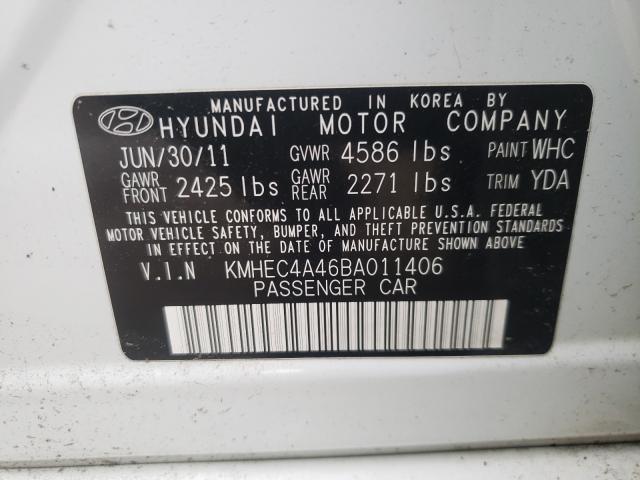 MANUFACTURED IN KOREA BY
HYUNDAI MOTOR COMPANY
JUN/30/11 GVWR 4586 lbs PAINT WHC
GAWR FRONT 2425 lbs GAWR REAR 2271 lbs TRIM YDA
THIS VEHICLE CONFORMS TO ALL APPLICABLE U.S.A. FEDERAL
MOTOR VEHICLE SAFETY, BUMPER, AND THEFT PREVENTION STANDARDS
IN EFFECT ON THE DATE OF MANUFACTURE SHOWN ABOVE.
V.I.N KMHEC4A46BA011406
PASSENGER CAR